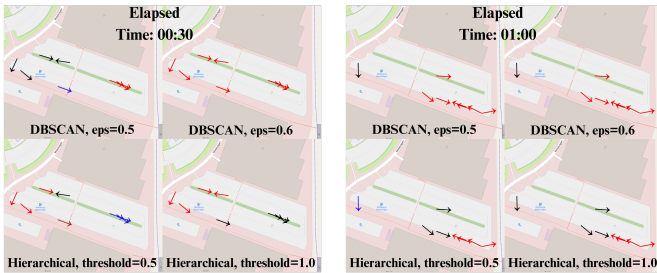 Elapsed
Time: 00:30
DBSCAN, eps=0.5
DBSCAN, eps=0.6
Hierarchical, threshold=0.5
Hierarchical, threshold=1.0
Elapsed
Time: 01:00
DBSCAN, eps=0.5
DBSCAN, eps=0.6
Hierarchical, threshold=0.5
Hierarchical, threshold=1.0